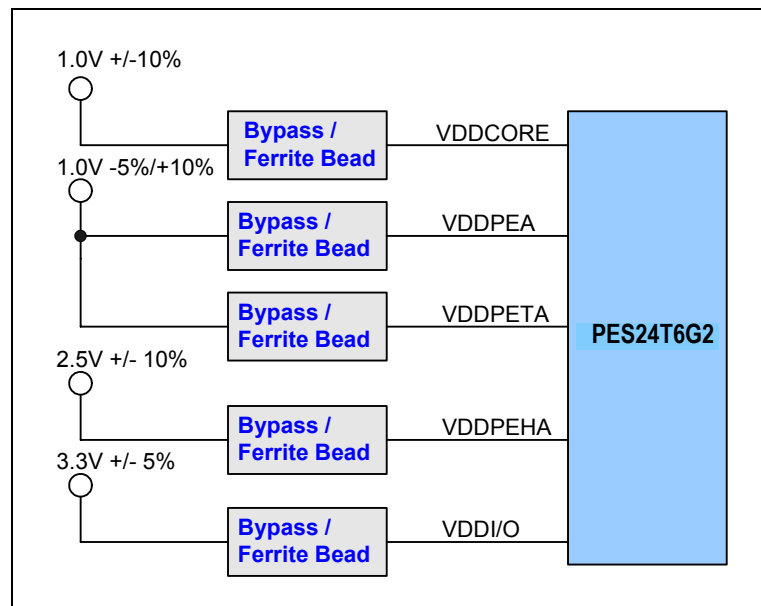 1.0V +/-10%
Bypass /
Ferrite Bead
VDDCORE
1.0V -5%/+10%
Bypass /
Ferrite Bead
VDDPEA
Bypass /
Ferrite Bead
VDDPETA
PES24T6G2
2.5V +/- 10%
Bypass /
Ferrite Bead
VDDPEHA
3.3V +/- 5%
Bypass /
Ferrite Bead
VDDI/O